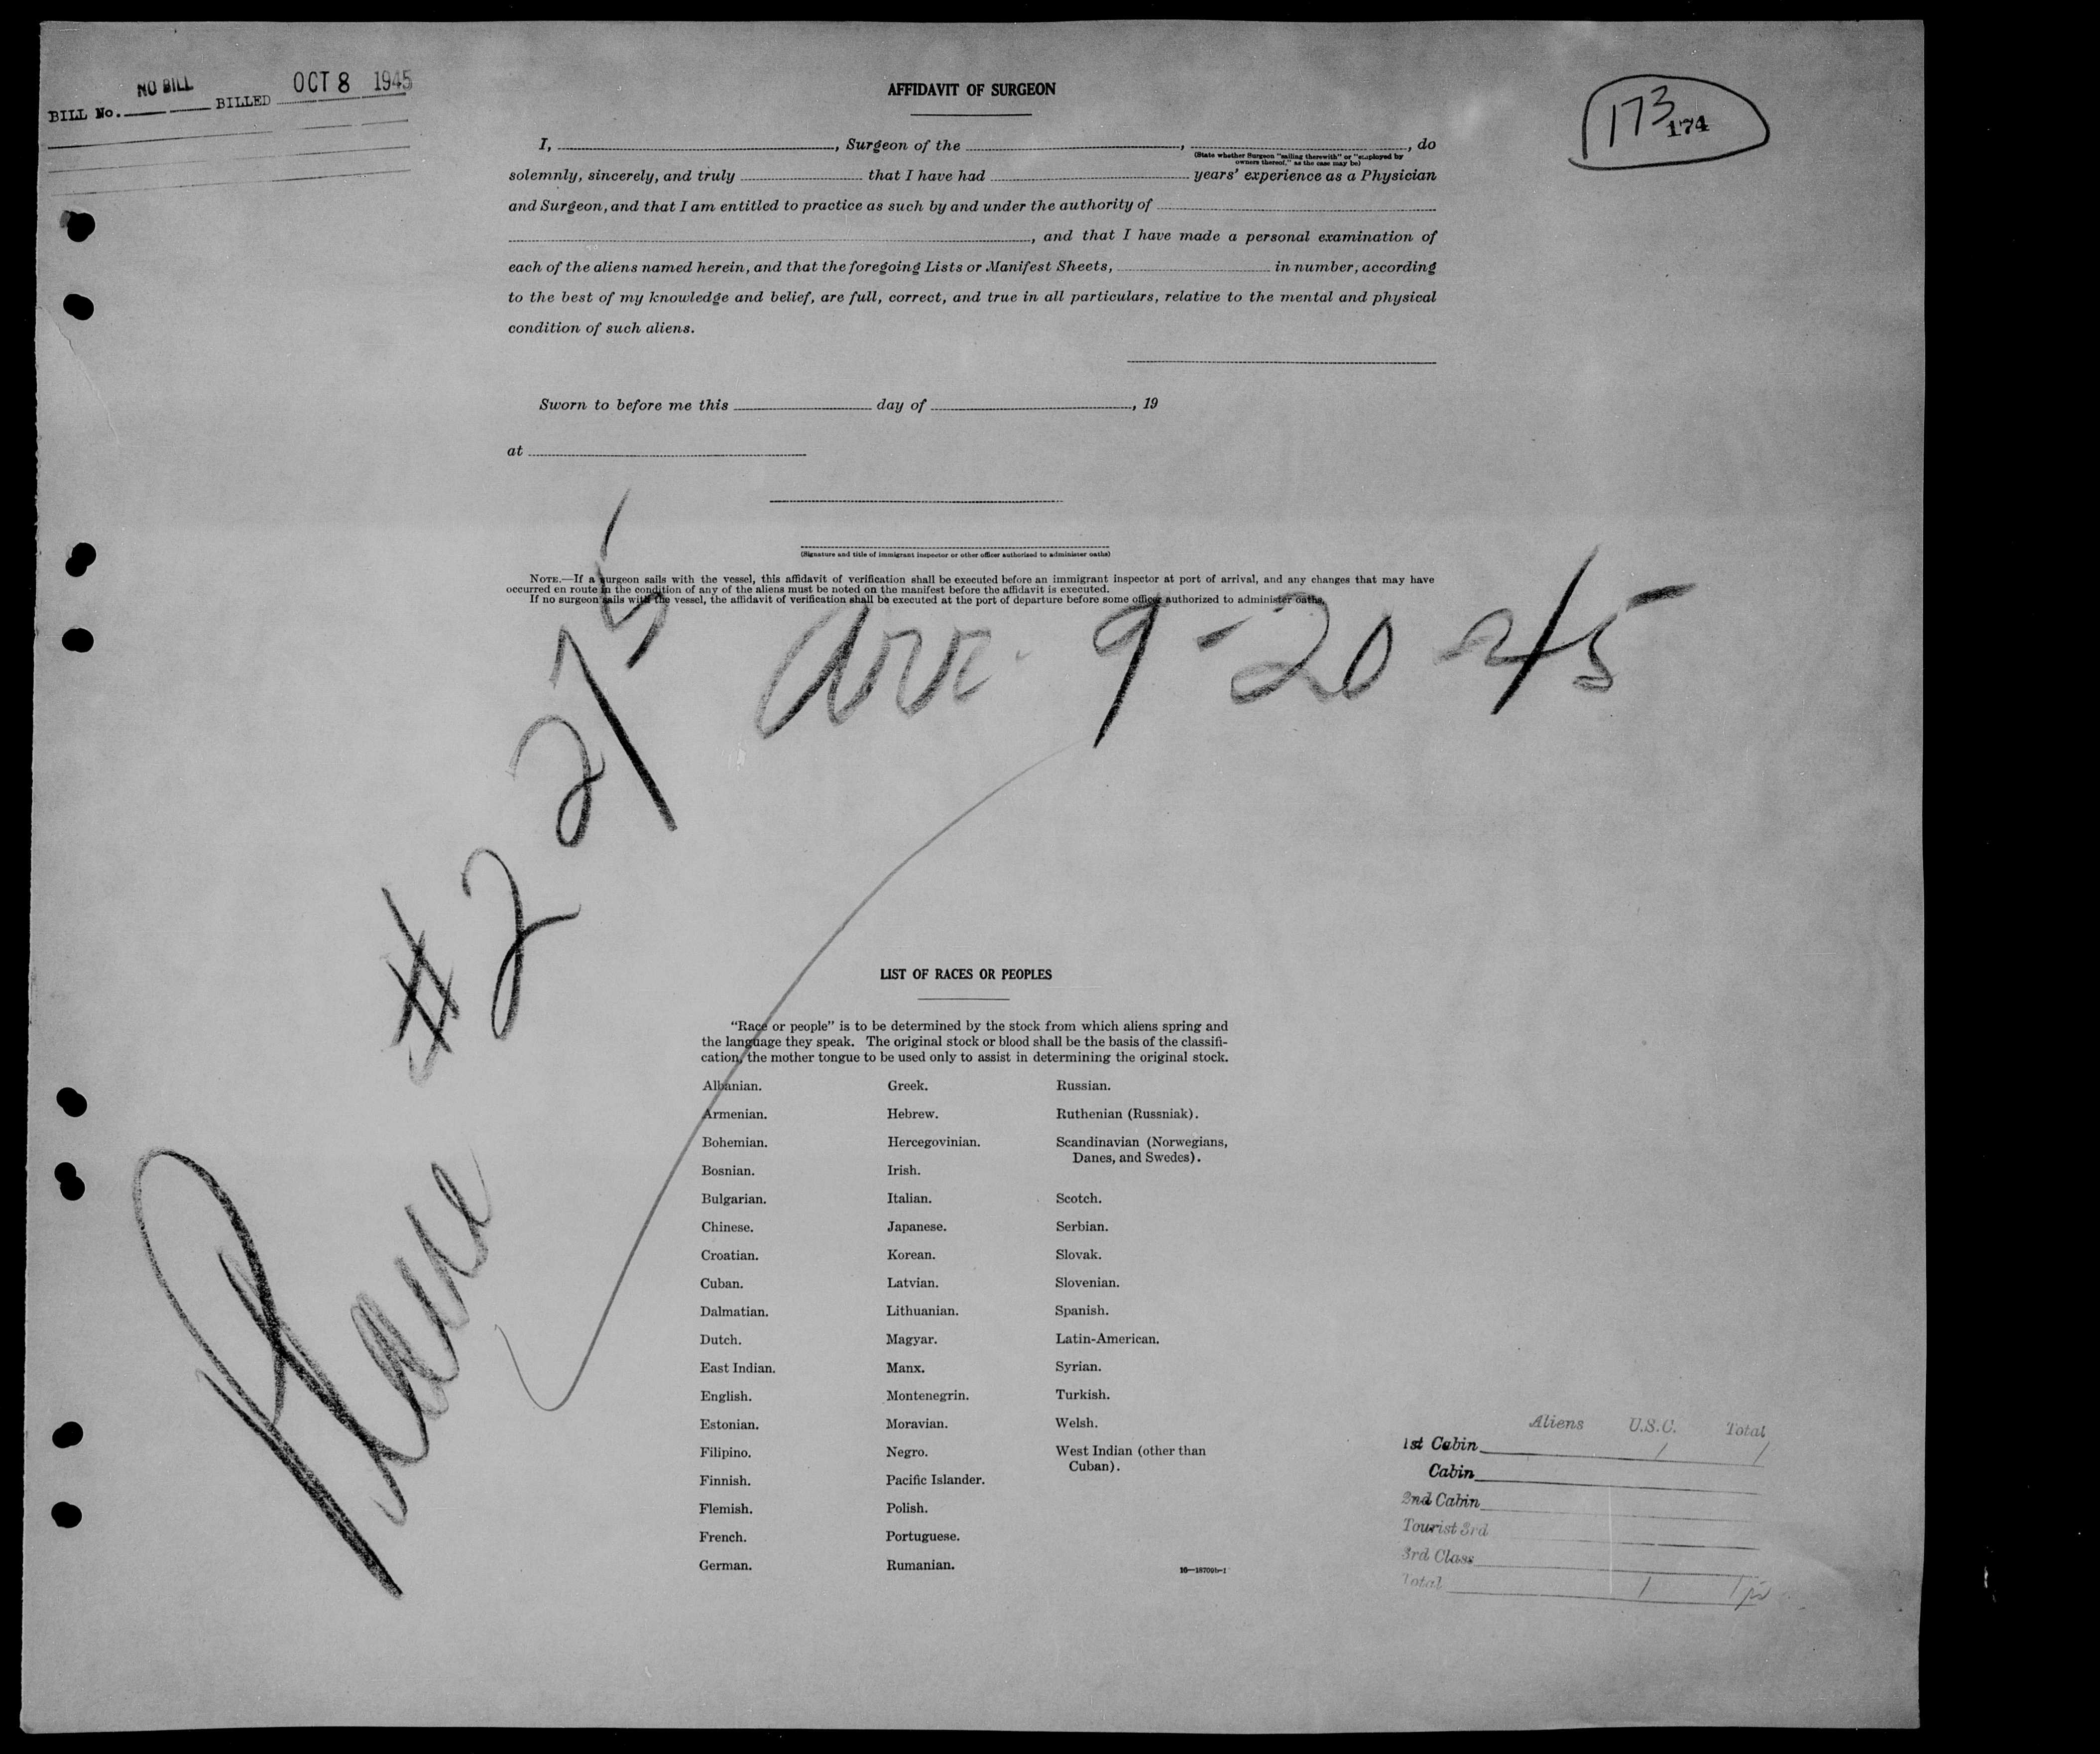 NO BILL
BILL No. BILLED OCT 8 1945
173
174
AFFIDAVIT OF SURGEON
I, , Surgeon of the , , do
(State whether Surgeon "sailing therewith" or "employed by
owners thereof," as the case may be)
solemnly, sincerely, and truly that I have had years' experience as a Physician
and Surgeon, and that I am entitled to practice as such by and under the authority of
, and that I have made a personal examination of
each of the aliens named herein, and that the foregoing Lists or Manifest Sheets, in number, according
to the best of my knowledge and belief, are full, correct, and true in all particulars, relative to the mental and physical
condition of such aliens.
Sworn to before me this day of , 19
at
(Signature and title of immigrant inspector or other officer authorized to administer oaths)
NOTE.—If a surgeon sails with the vessel, this affidavit of verification shall be executed before an immigrant inspector at port of arrival, and any changes that may have
occurred en route in the condition of any of the aliens must be noted on the manifest before the affidavit is executed.
If no surgeon sails with the vessel, the affidavit of verification shall be executed at the port of departure before some officer authorized to administer oaths.
arr. 9-20-45
Plane #2275
LIST OF RACES OR PEOPLES
"Race or people" is to be determined by the stock from which aliens spring and
the language they speak. The original stock or blood shall be the basis of the classifi-
cation, the mother tongue to be used only to assist in determining the original stock.
Albanian.
Armenian.
Bohemian.
Bosnian.
Bulgarian.
Chinese.
Croatian.
Cuban.
Dalmatian.
Dutch.
East Indian.
English.
Estonian.
Filipino.
Finnish.
Flemish.
French.
German.
Greek.
Hebrew.
Hercegovinian.
Irish.
Italian.
Japanese.
Korean.
Latvian.
Lithuanian.
Magyar.
Manx.
Montenegrin.
Moravian.
Negro.
Pacific Islander.
Polish.
Portuguese.
Rumanian.
Russian.
Ruthenian (Russniak).
Scandinavian (Norwegians,
Danes, and Swedes).
Scotch.
Serbian.
Slovak.
Slovenian.
Spanish.
Latin-American.
Syrian.
Turkish.
Welsh.
West Indian (other than
Cuban).
Aliens U.S.C. Total
1st Cabin 1 1
Cabin
2nd Cabin
Tourist 3rd
3rd Class
Total 1 1